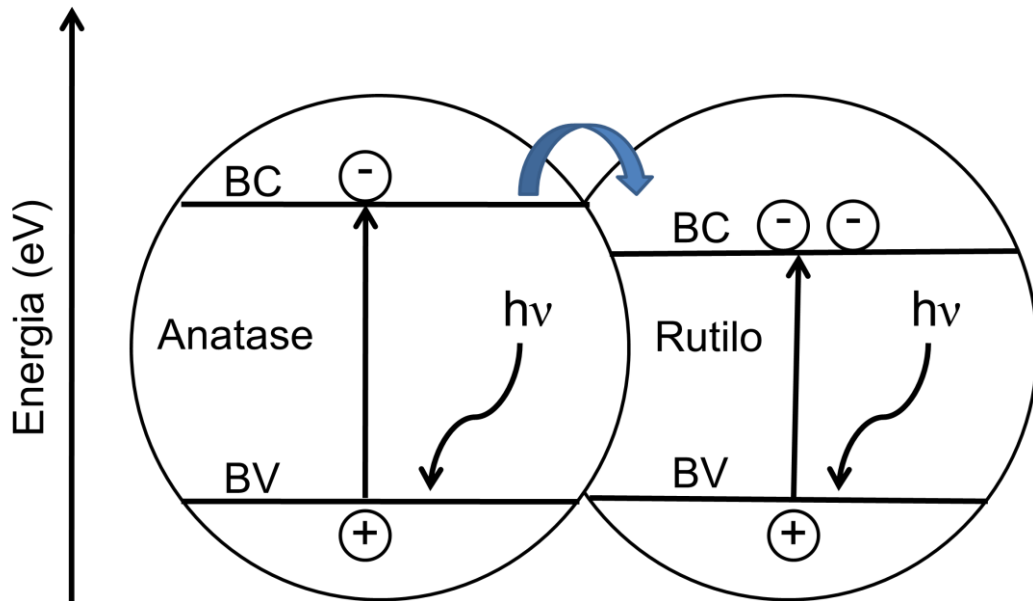 Energia (eV)
BC
-
BC
-
-
Anatase
hν
Rutilo
hν
BV
+
BV
+